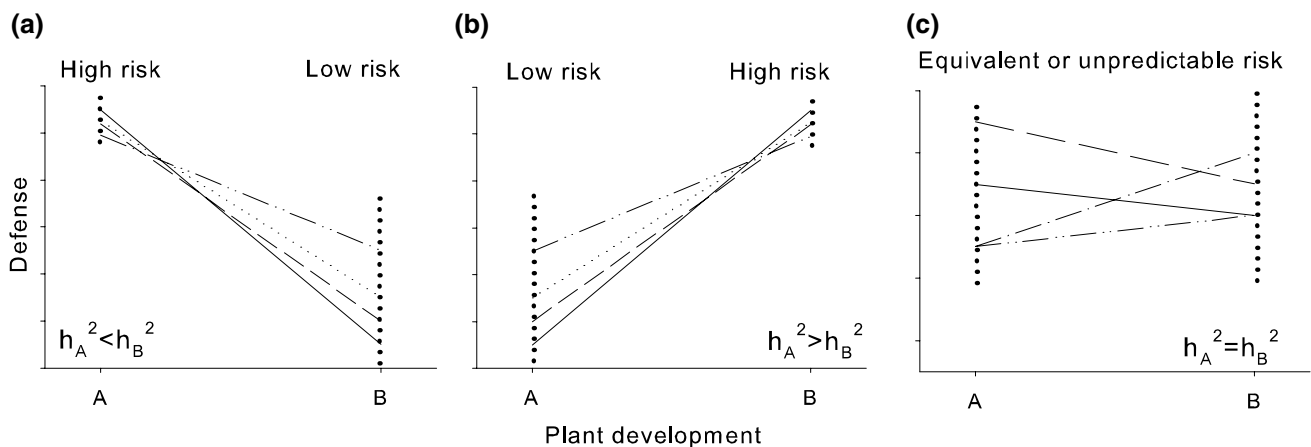 (a)
High risk
Low risk
Defense
h_A^2<h_B^2
A
B
(b)
Low risk
High risk
h_A^2>h_B^2
A
B
Plant development
(c)
Equivalent or unpredictable risk
h_A^2=h_B^2
A
B